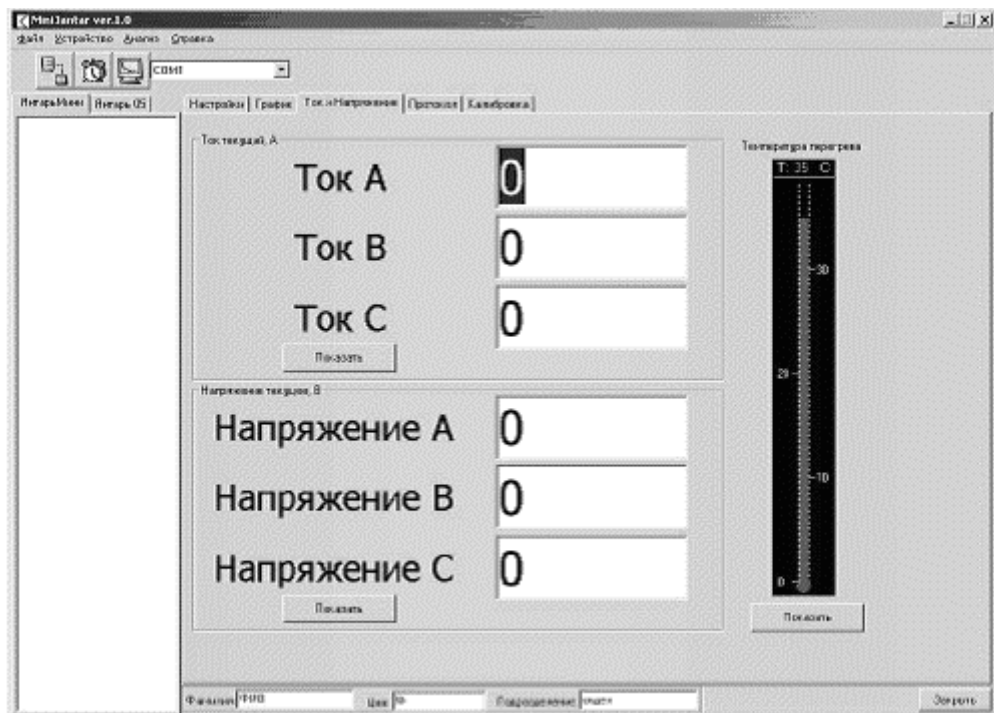 MiniJantar ver.1.0
Файл Устройство Анализ Справка
COM1
ЯнтарьМини Янтарь 05 Настройки График Ток и Напряжение Протокол Калибровка
Ток текущий, А
Температура перегрева
Ток А 0
T: 35 C
Ток В 0
30
Ток С 0
Показать
20
Напряжение текущее, В
Напряжение А 0
Напряжение В 0
10
Напряжение С 0
0
Показать
Показать
Фамилия Цех Подразделение Закрыть